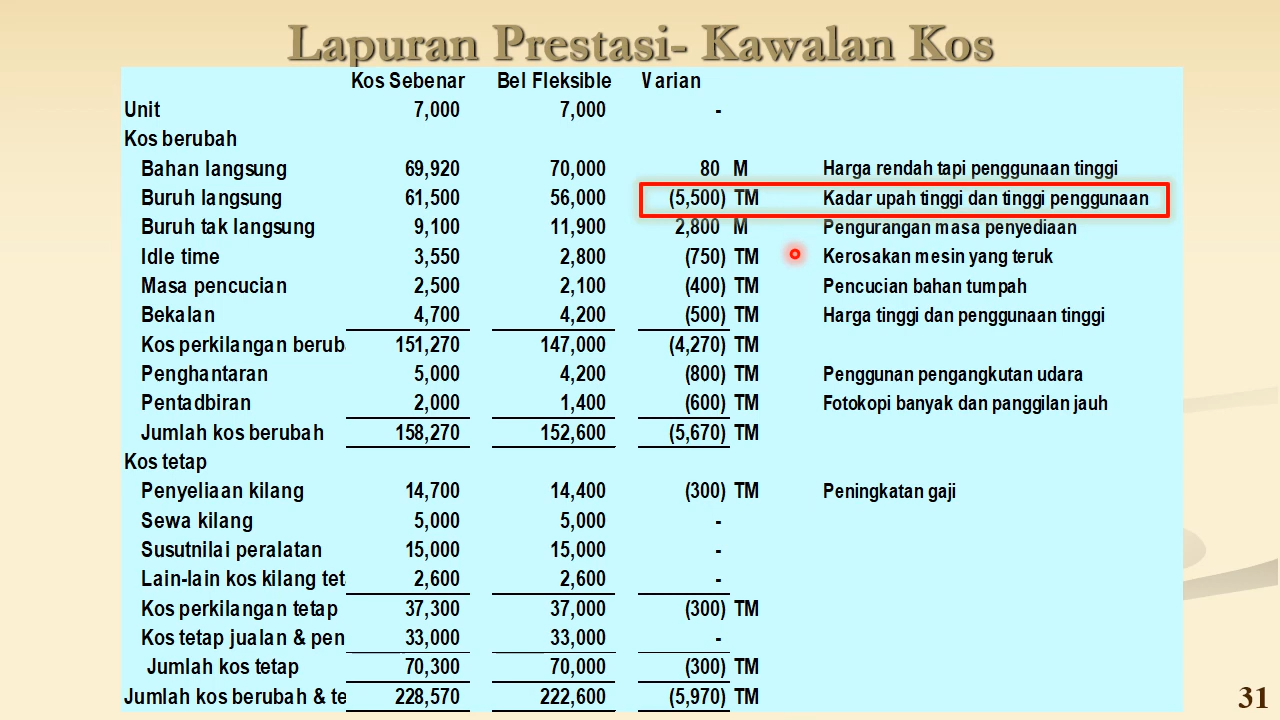 Lapuran Prestasi- Kawalan Kos
Kos Sebenar Bel Fleksible Varian
Unit 7,000 7,000 -
Kos berubah
Bahan langsung 69,920 70,000 80 M Harga rendah tapi penggunaan tinggi
Buruh langsung 61,500 56,000 (5,500) TM Kadar upah tinggi dan tinggi penggunaan
Buruh tak langsung 9,100 11,900 2,800 M Pengurangan masa penyediaan
Idle time 3,550 2,800 (750) TM Kerosakan mesin yang teruk
Masa pencucian 2,500 2,100 (400) TM Pencucian bahan tumpah
Bekalan 4,700 4,200 (500) TM Harga tinggi dan penggunaan tinggi
Kos perkilangan berub 151,270 147,000 (4,270) TM
Penghantaran 5,000 4,200 (800) TM Penggunan pengangkutan udara
Pentadbiran 2,000 1,400 (600) TM Fotokopi banyak dan panggilan jauh
Jumlah kos berubah 158,270 152,600 (5,670) TM
Kos tetap
Penyeliaan kilang 14,700 14,400 (300) TM Peningkatan gaji
Sewa kilang 5,000 5,000 -
Susutnilai peralatan 15,000 15,000 -
Lain-lain kos kilang tet 2,600 2,600 -
Kos perkilangan tetap 37,300 37,000 (300) TM
Kos tetap jualan & pen 33,000 33,000 -
Jumlah kos tetap 70,300 70,000 (300) TM
Jumlah kos berubah & te 228,570 222,600 (5,970) TM
31